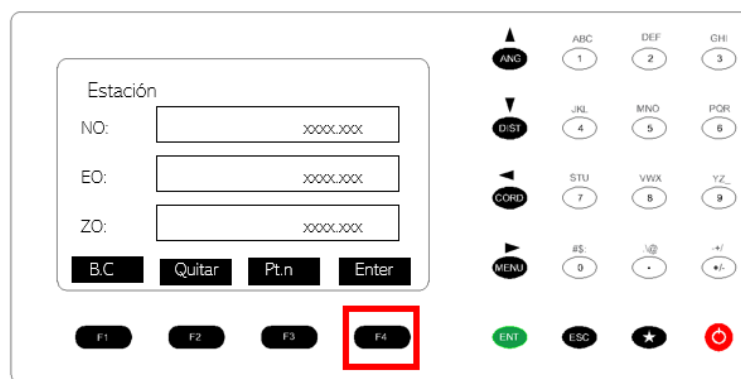 Estación
NO: xxxx.xxx
EO: xxxx.xxx
ZO: xxxx.xxx
B.C Quitar Pt.n Enter
F1 F2 F3 F4
ABC DEF GHI
ANG 1 2 3
JKL MNO PQR
DIST 4 5 6
STU VWX YZ_
CORD 7 8 9
#$: .\@ -+/
MENU 0 . +/-
ENT ESC